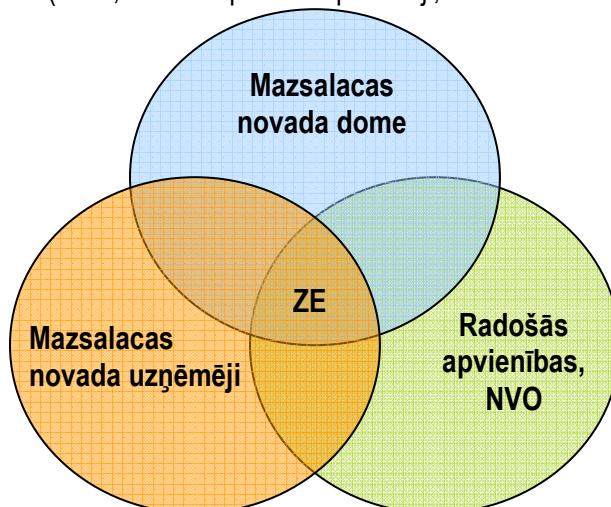 Mazsalacas
novada dome
ZE
Mazsalacas
novada uzņēmēji
Radošās
apvienības,
NVO